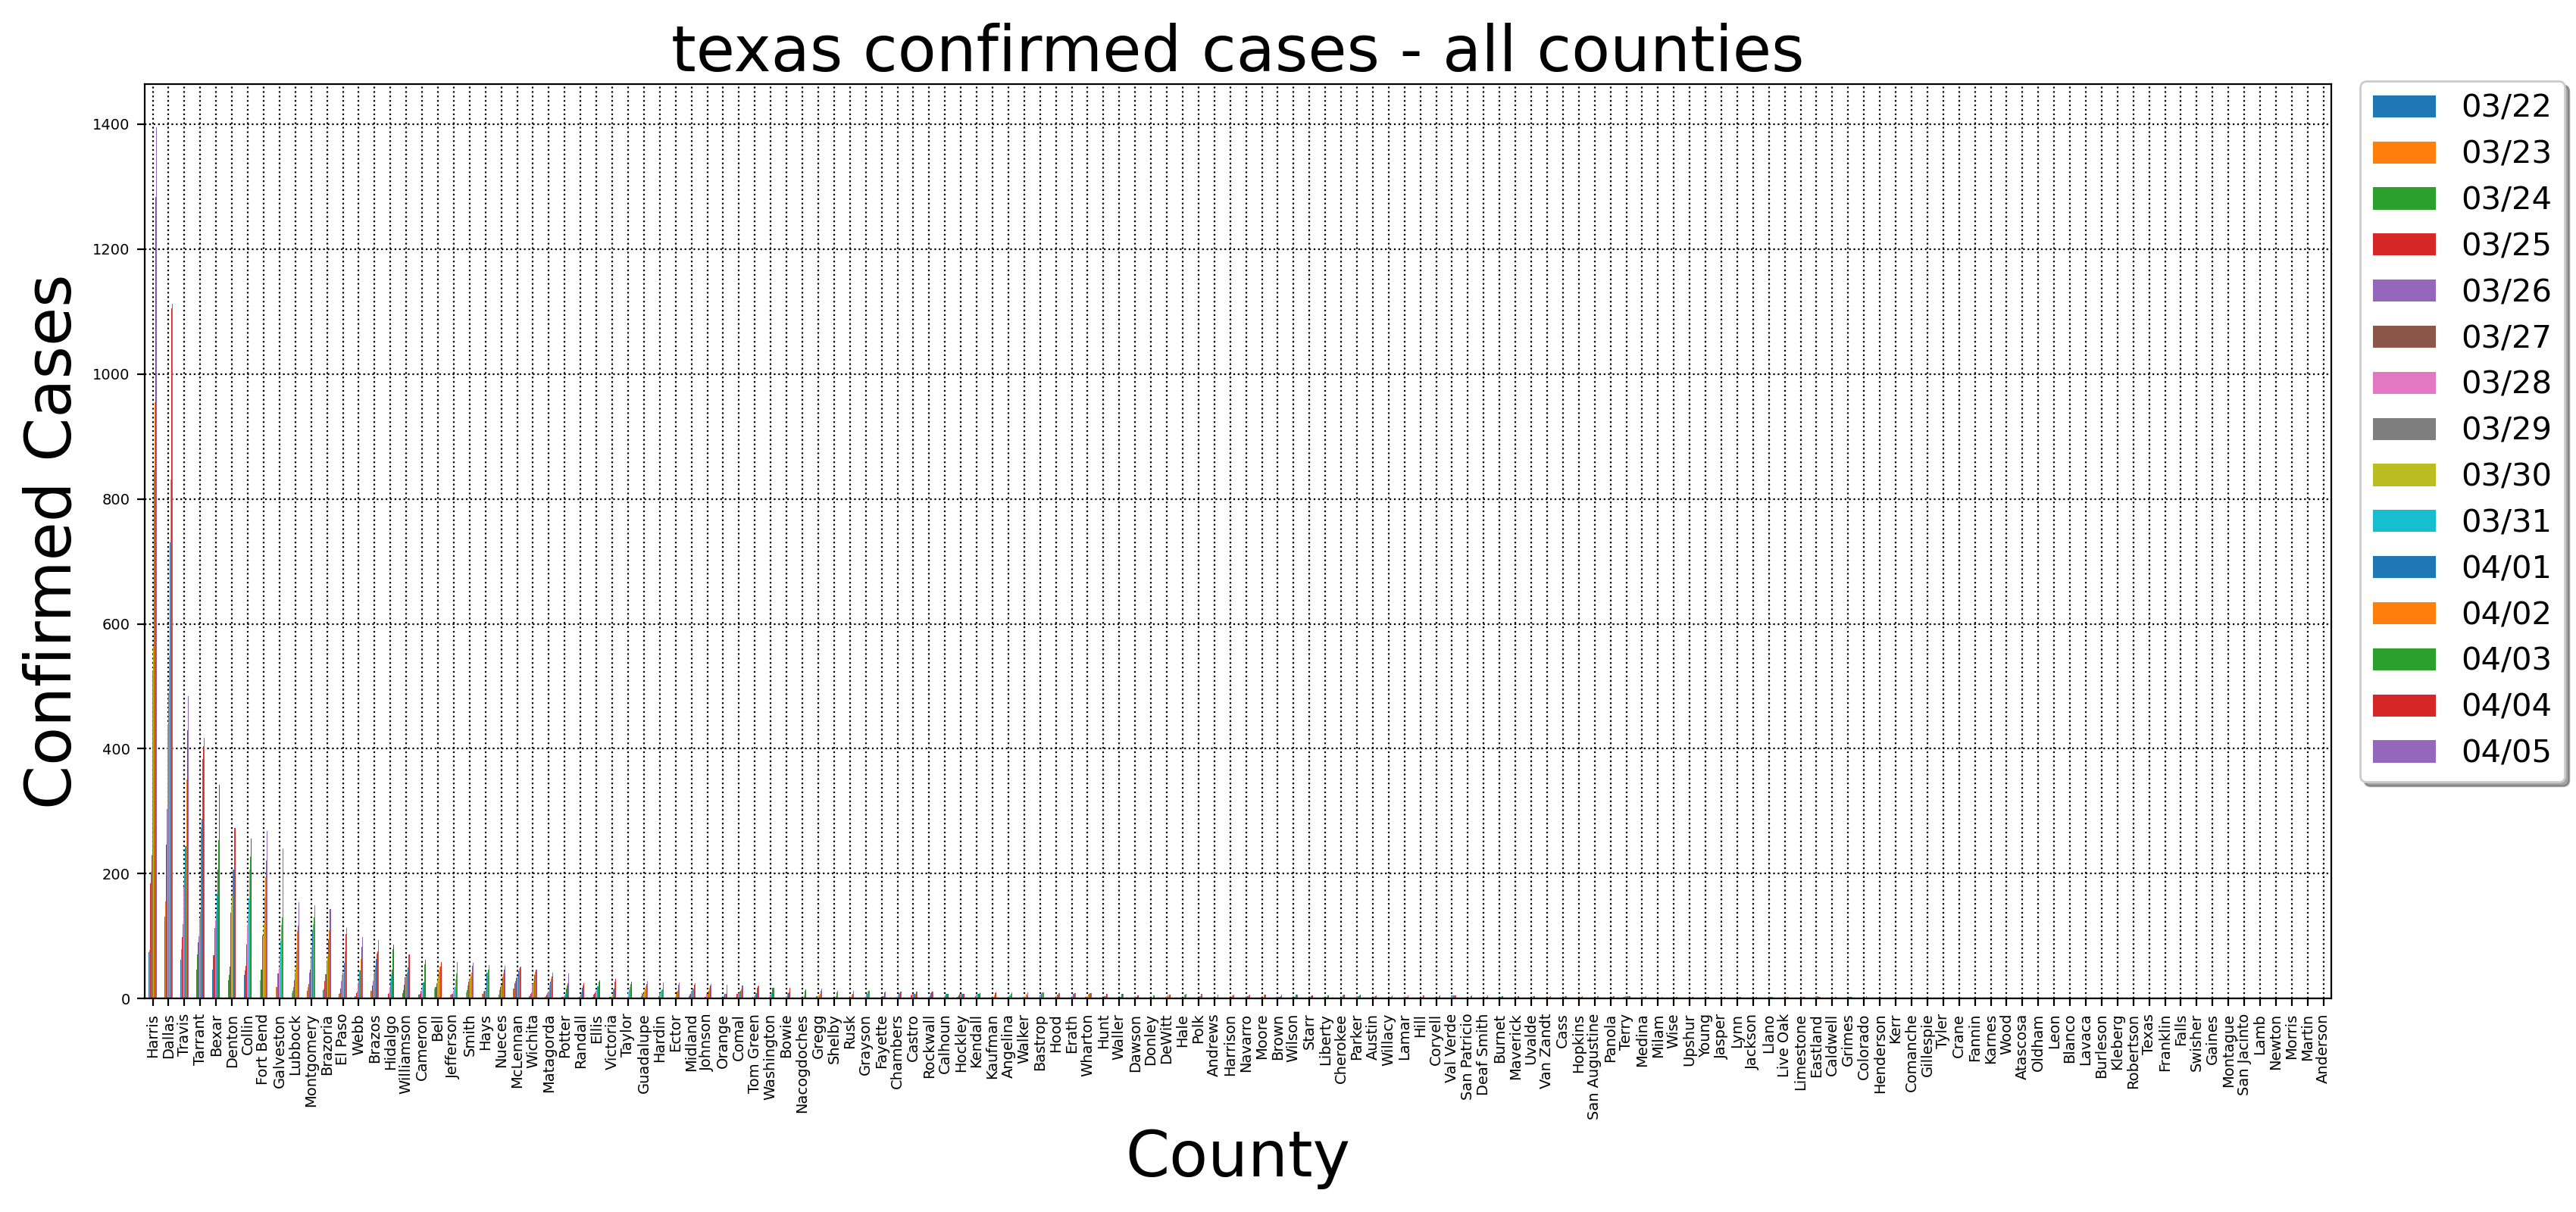 texas confirmed cases - all counties
Confirmed Cases
1400
1200
1000
800
600
400
200
0
Harris
Dallas
Travis
Tarrant
Bexar
Denton
Collin
Fort Bend
Galveston
Lubbock
Montgomery
Brazoria
El Paso
Webb
Brazos
Hidalgo
Williamson
Cameron
Bell
Jefferson
Smith
Hays
Nueces
McLennan
Wichita
Matagorda
Potter
Randall
Ellis
Victoria
Taylor
Guadalupe
Hardin
Ector
Midland
Johnson
Orange
Comal
Tom Green
Washington
Bowie
Nacogdoches
Gregg
Shelby
Rusk
Grayson
Fayette
Chambers
Castro
Rockwall
Calhoun
Hockley
Kendall
Kaufman
Angelina
Walker
Bastrop
Hood
Erath
Wharton
Hunt
Waller
Dawson
Donley
DeWitt
Hale
Polk
Andrews
Harrison
Navarro
Moore
Brown
Wilson
Starr
Liberty
Cherokee
Parker
Austin
Willacy
Lamar
Hill
Coryell
Val Verde
San Patricio
Deaf Smith
Burnet
Maverick
Uvalde
Van Zandt
Cass
Hopkins
San Augustine
Panola
Terry
Medina
Milam
Wise
Upshur
Young
Jasper
Lynn
Jackson
Llano
Live Oak
Limestone
Eastland
Caldwell
Grimes
Colorado
Henderson
Kerr
Comanche
Gillespie
Tyler
Crane
Fannin
Karnes
Wood
Atascosa
Oldham
Leon
Blanco
Lavaca
Burleson
Kleberg
Robertson
Texas
Franklin
Falls
Swisher
Gaines
Montague
San Jacinto
Lamb
Newton
Morris
Martin
Anderson
County
03/22
03/23
03/24
03/25
03/26
03/27
03/28
03/29
03/30
03/31
04/01
04/02
04/03
04/04
04/05